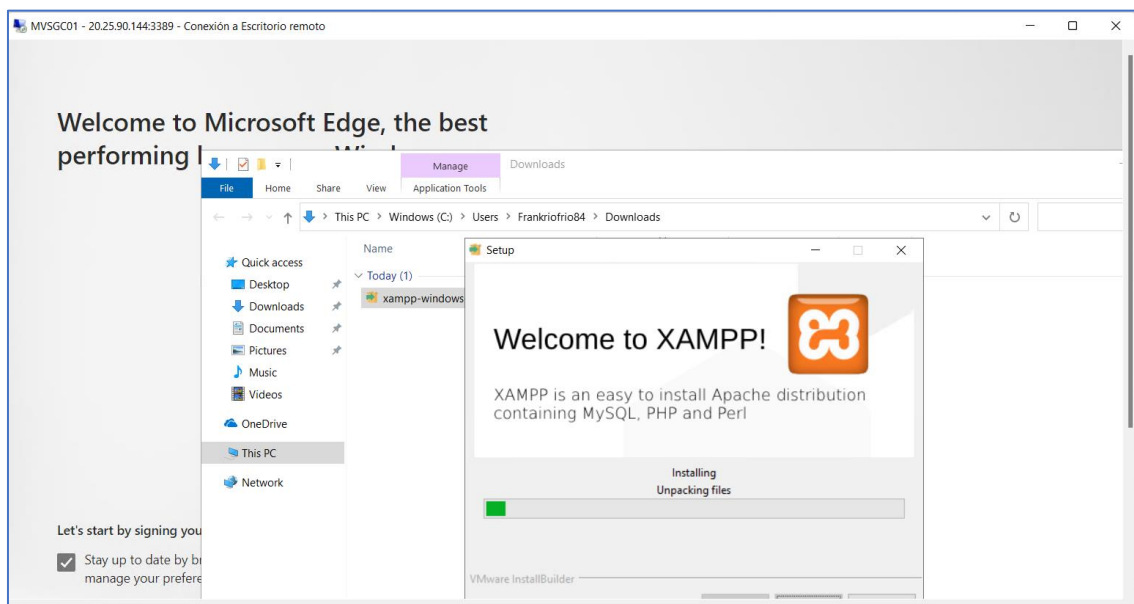 MVSGC01 - 20.25.90.144:3389 - Conexión a Escritorio remoto
Welcome to Microsoft Edge, the best
performing
Manage
Downloads
File
Home
Share
View
Application Tools
This PC > Windows (C:) > Users > Frankriofrio84 > Downloads
Quick access
Desktop
Downloads
Documents
Pictures
Music
Videos
OneDrive
This PC
Network
Name
Today (1)
xampp-windows
Setup
Welcome to XAMPP!
XAMPP is an easy to install Apache distribution
containing MySQL, PHP and Perl
Installing
Unpacking files
VMware InstallBuilder
Let's start by signing you
Stay up to date by br
manage your prefere